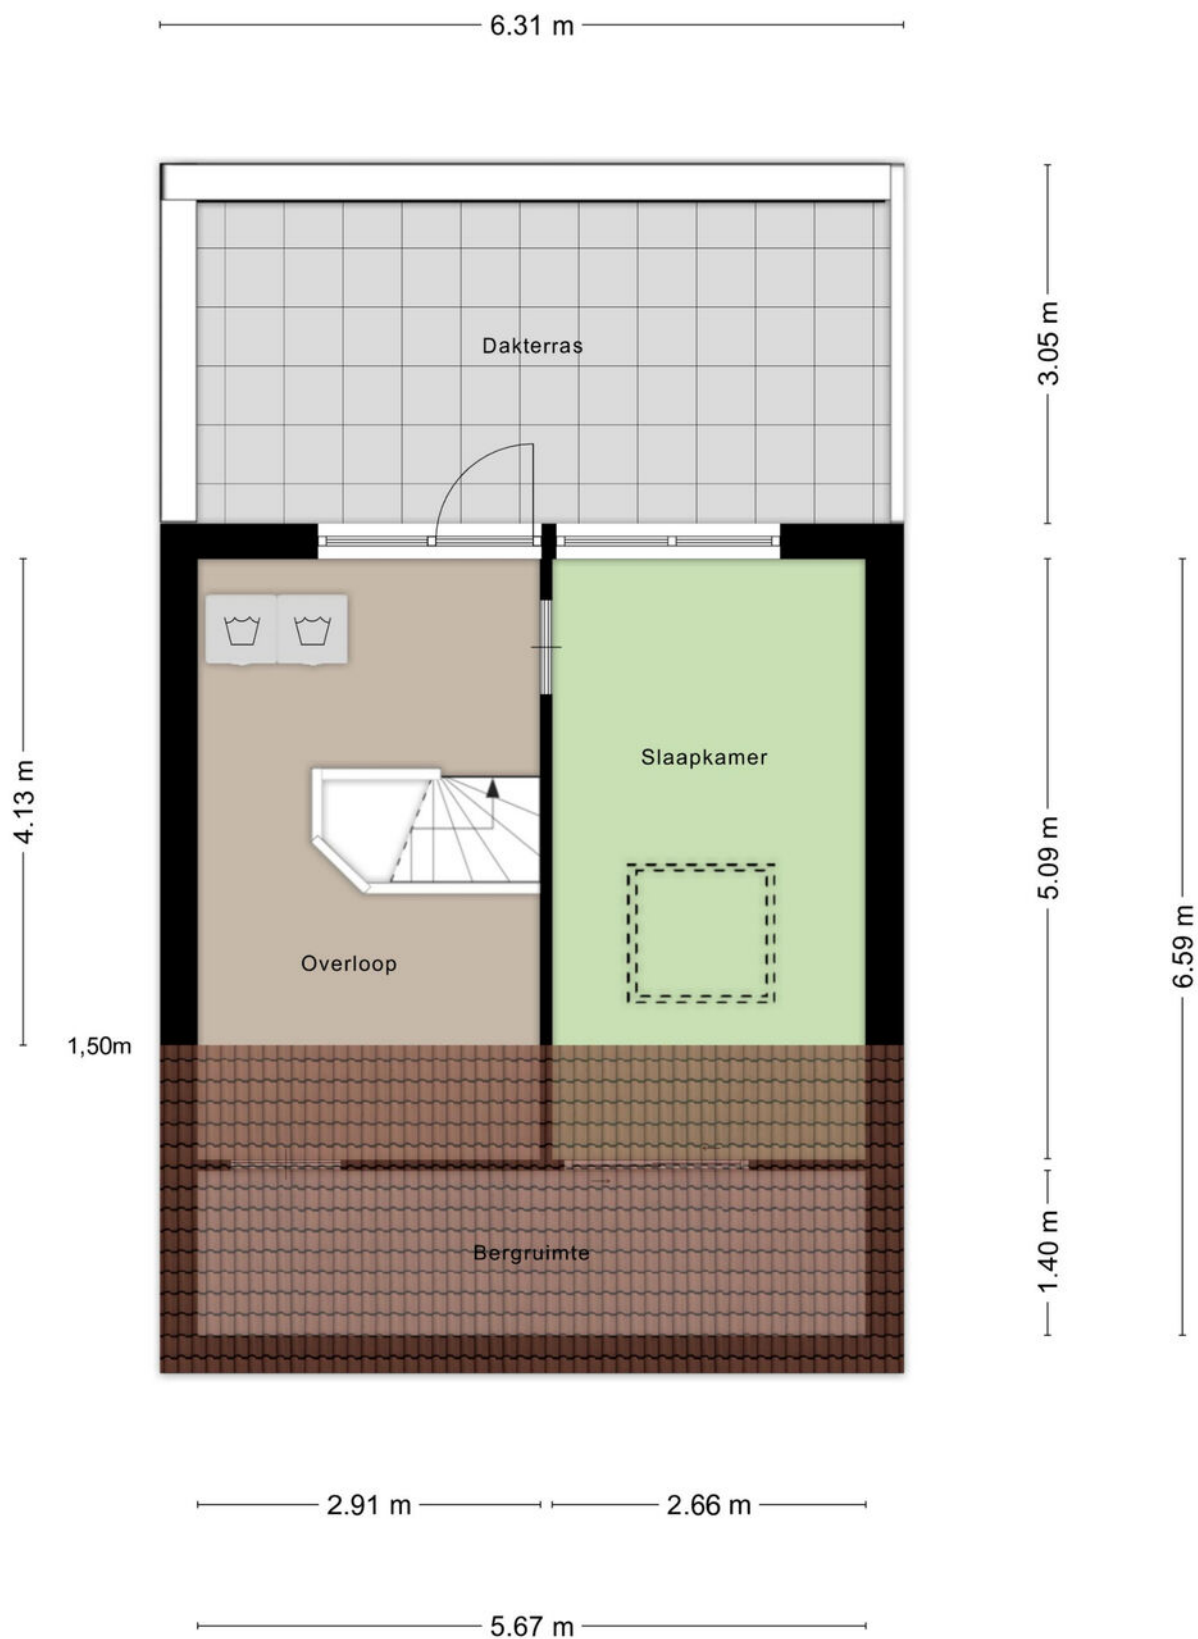 6.31 m
3.05 m
Dakterras
Slaapkamer
4.13 m
5.09 m
6.59 m
Overloop
1,50m
1.40 m
Bergruimte
2.91 m
2.66 m
5.67 m